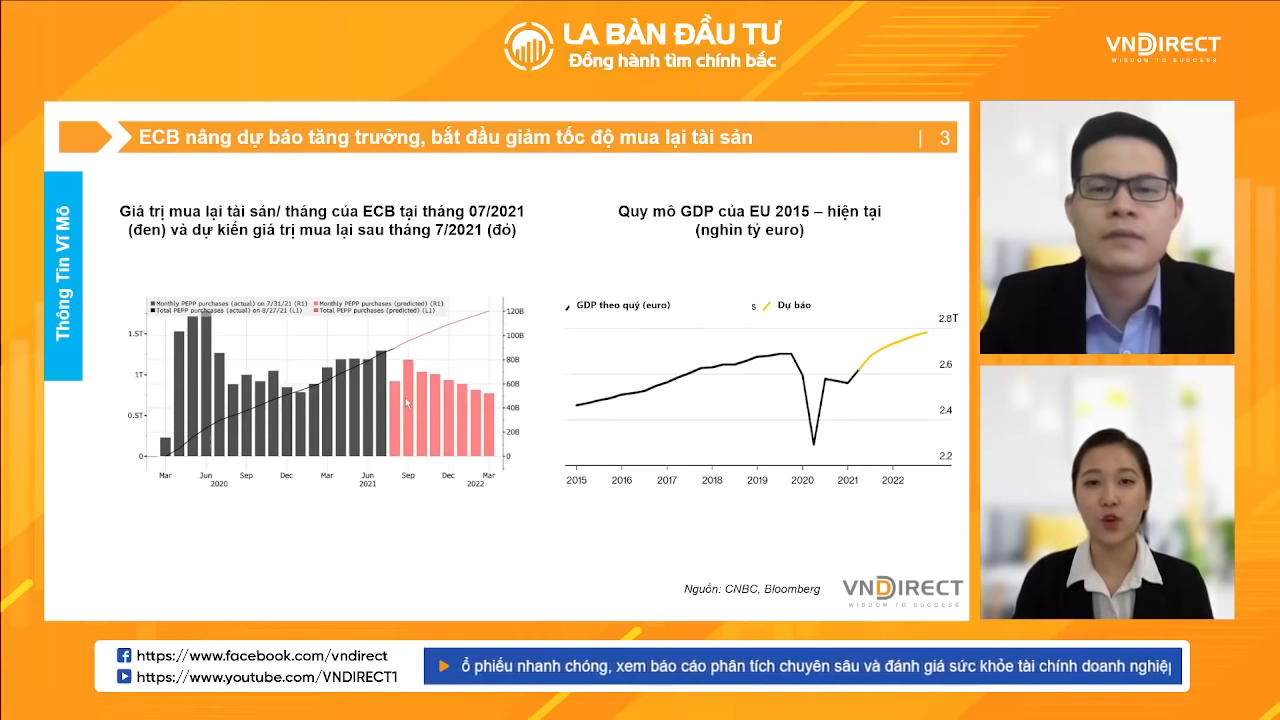 LA BÀN ĐẦU TƯ
Đồng hành tìm chính bắc
VNDIRECT
WISDOM TO SUCCESS
ECB nâng dự báo tăng trưởng, bắt đầu giảm tốc độ mua lại tài sản | 3
Thông Tin Vĩ Mô
Giá trị mua lại tài sản/ tháng của ECB tại tháng 07/2021
(đen) và dự kiến giá trị mua lại sau tháng 7/2021 (đỏ)
Monthly PEPP purchases (actual) on 7/31/21 (R1) Monthly PEPP purchases (predicted) (R1)
Total PEPP purchases (actual) on 8/27/21 (L1) Total PEPP purchases (predicted) (L1)
1.5T
1T
0.5T
0
120B
100B
80B
60B
40B
20B
0
Mar Jun Sep Dec Mar Jun Sep Dec Mar
2020 2021 2022
Quy mô GDP của EU 2015 – hiện tại
(nghìn tỷ euro)
GDP theo quý (euro) s Dự báo
2.8T
2.6
2.4
2.2
2015 2016 2017 2018 2019 2020 2021 2022
Nguồn: CNBC, Bloomberg
VNDIRECT
WISDOM TO SUCCESS
https://www.facebook.com/vndirect
https://www.youtube.com/VNDIRECT1
ổ phiếu nhanh chóng, xem báo cáo phân tích chuyên sâu và đánh giá sức khỏe tài chính doanh nghiệp